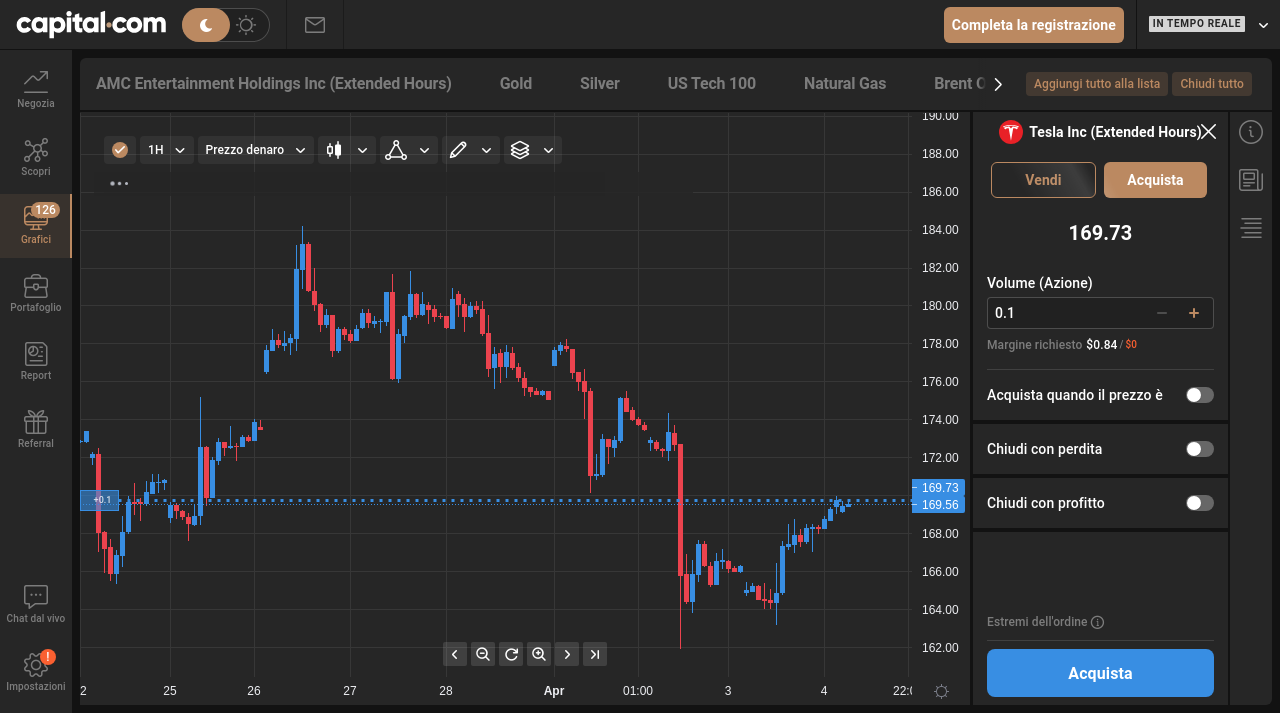 capital.com
Completa la registrazione
IN TEMPO REALE
Negozia
Scopri
126
Grafici
Portafoglio
Report
Referral
Chat dal vivo
!
Impostazioni
AMC Entertainment Holdings Inc (Extended Hours) Gold Silver US Tech 100 Natural Gas Brent
Aggiungi tutto alla lista Chiudi tutto
1H Prezzo denaro
190.00
188.00
186.00
184.00
182.00
180.00
178.00
176.00
174.00
172.00
169.73
169.56
168.00
166.00
164.00
162.00
+0.1
2 25 26 27 28 Apr 01:00 3 4 22:0
Tesla Inc (Extended Hours)
Vendi Acquista
169.73
Volume (Azione)
0.1 − +
Margine richiesto $0.84 / $0
Acquista quando il prezzo è
Chiudi con perdita
Chiudi con profitto
Estremi dell'ordine
Acquista